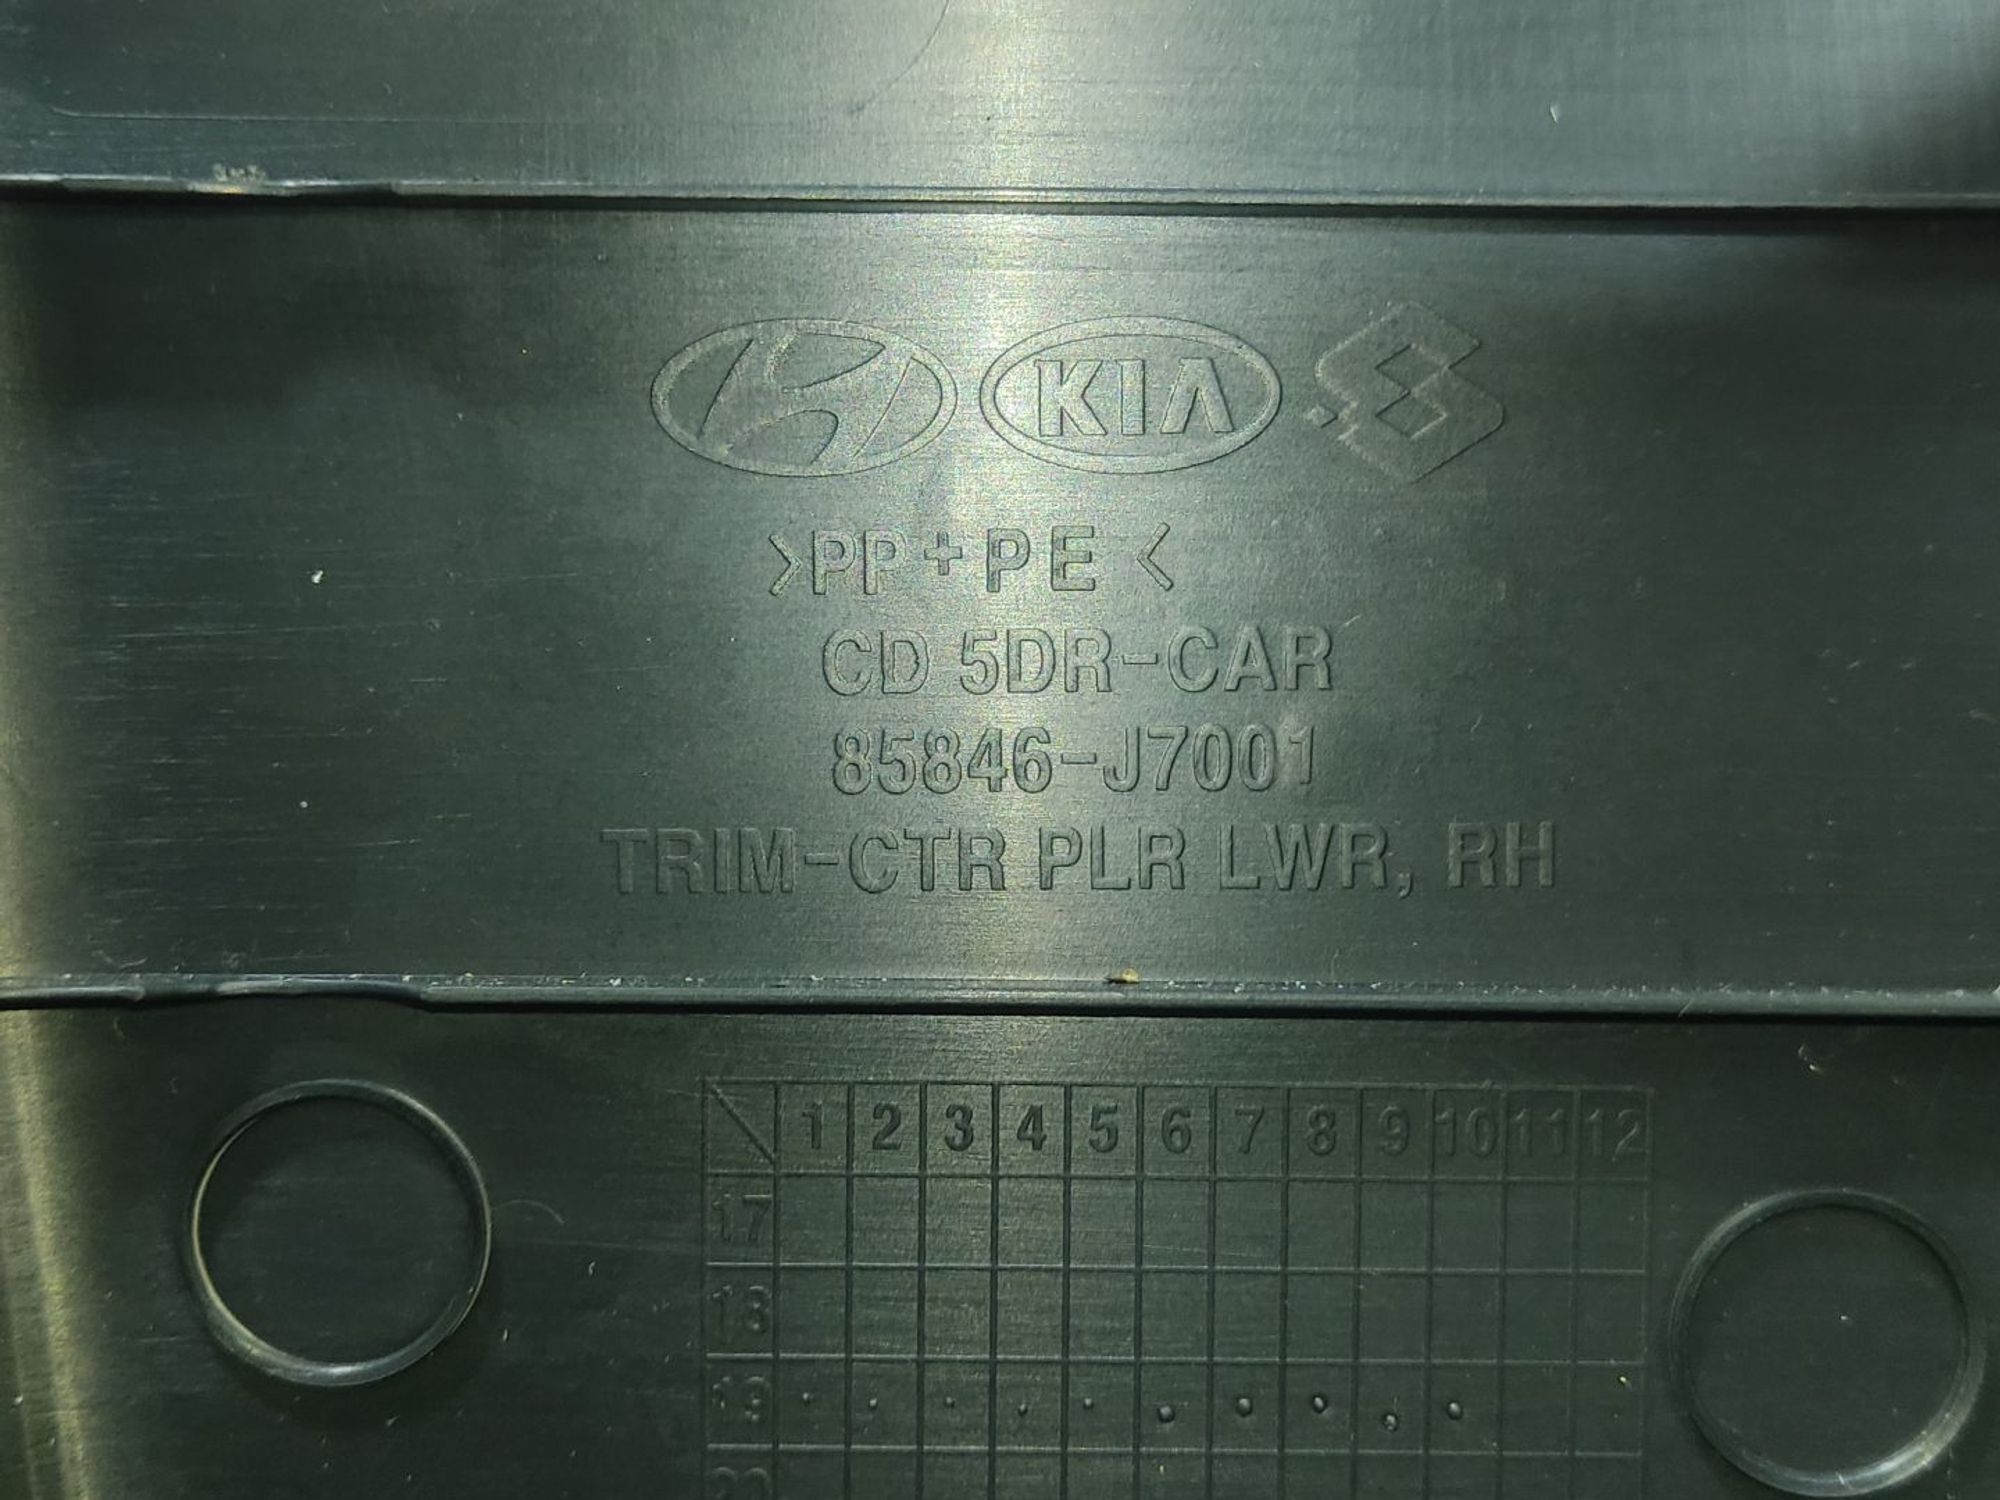 KIA
>PP+PE<
CD 5DR-CAR
85846-J7001
TRIM-CTR PLR LWR, RH
1 2 3 4 5 6 7 8 9 10 11 12
17
18
19
20